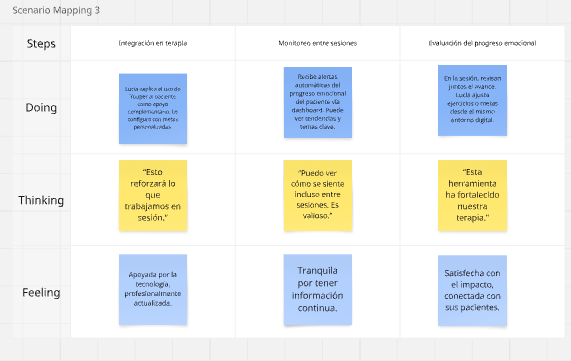 Scenario Mapping 3
Steps
Integración en terapia
Monitoreo entre sesiones
Evaluación del progreso emocional
Doing
Lucía explica el uso de
al paciente
como apoyo
complementario. Lo
configura con metas
personalizadas.
Recibe alertas
automáticas del
progreso emocional
del paciente vía
dashboard. Puede
ver tendencias y
temas clave.
En la sesión, revisan
juntos el avance.
Lucía ajusta
ejercicios o metas
desde el mismo
entorno digital.
Thinking
"Esto
reforzará lo
que
trabajamos en
sesión."
"Puedo ver
cómo se siente
incluso entre
sesiones. Es
valioso."
"Esta
herramienta
ha fortalecido
nuestra
terapia."
Feeling
Apoyada por la
tecnología,
profesionalmente
actualizada.
Tranquila
por tener
información
continua.
Satisfecha con
el impacto,
conectada con
sus pacientes.